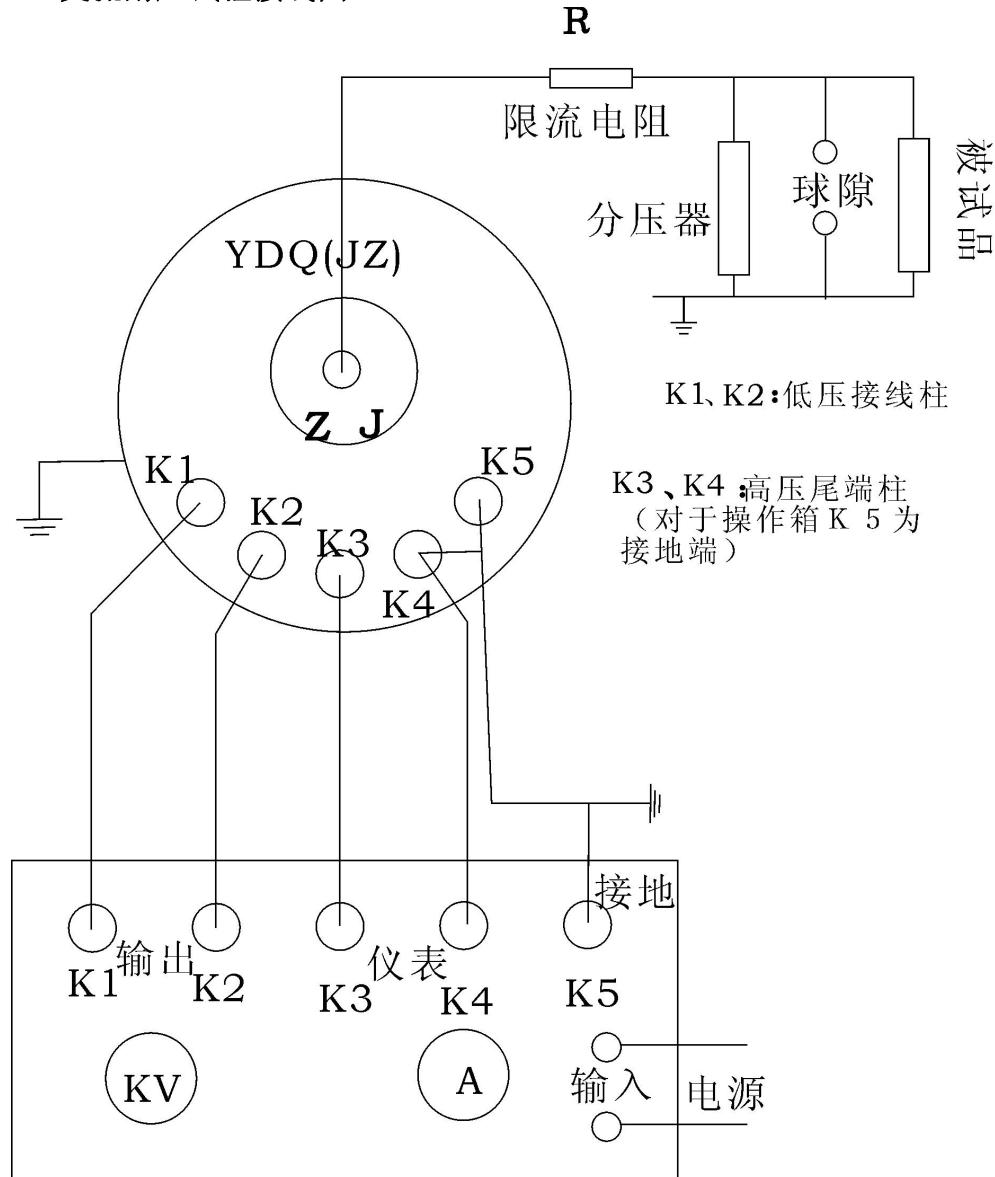 R
限流电阻
分压器
球隙
被试品
YDQ(JZ)
Z J
K1、K2:低压接线柱
K1
K2
K3
K4
K5
K3、K4:高压尾端柱
（对于操作箱K 5为
接地端）
接地
输出
仪表
K1
K2
K3
K4
K5
KV
A
输入
电源